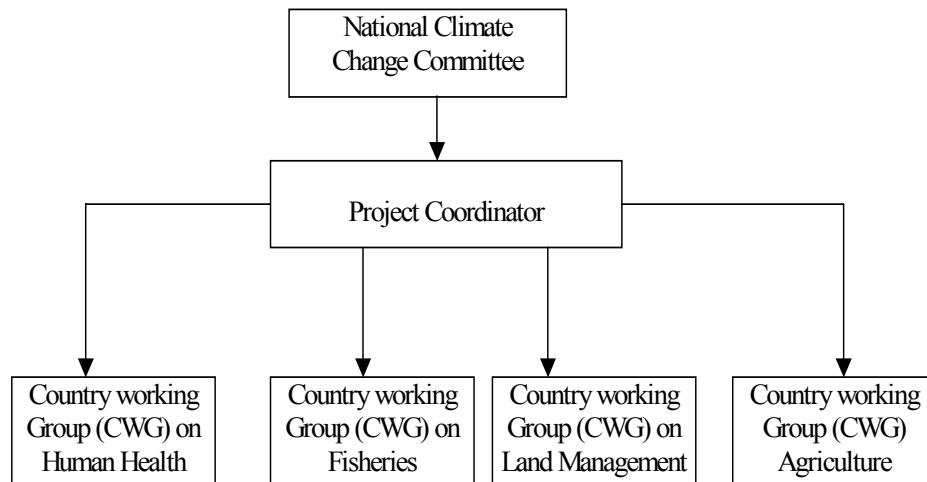 National Climate
Change Committee
Project Coordinator
Country working
Group (CWG) on
Human Health
Country working
Group (CWG) on
Fisheries
Country working
Group (CWG) on
Land Management
Country working
Group (CWG)
Agriculture